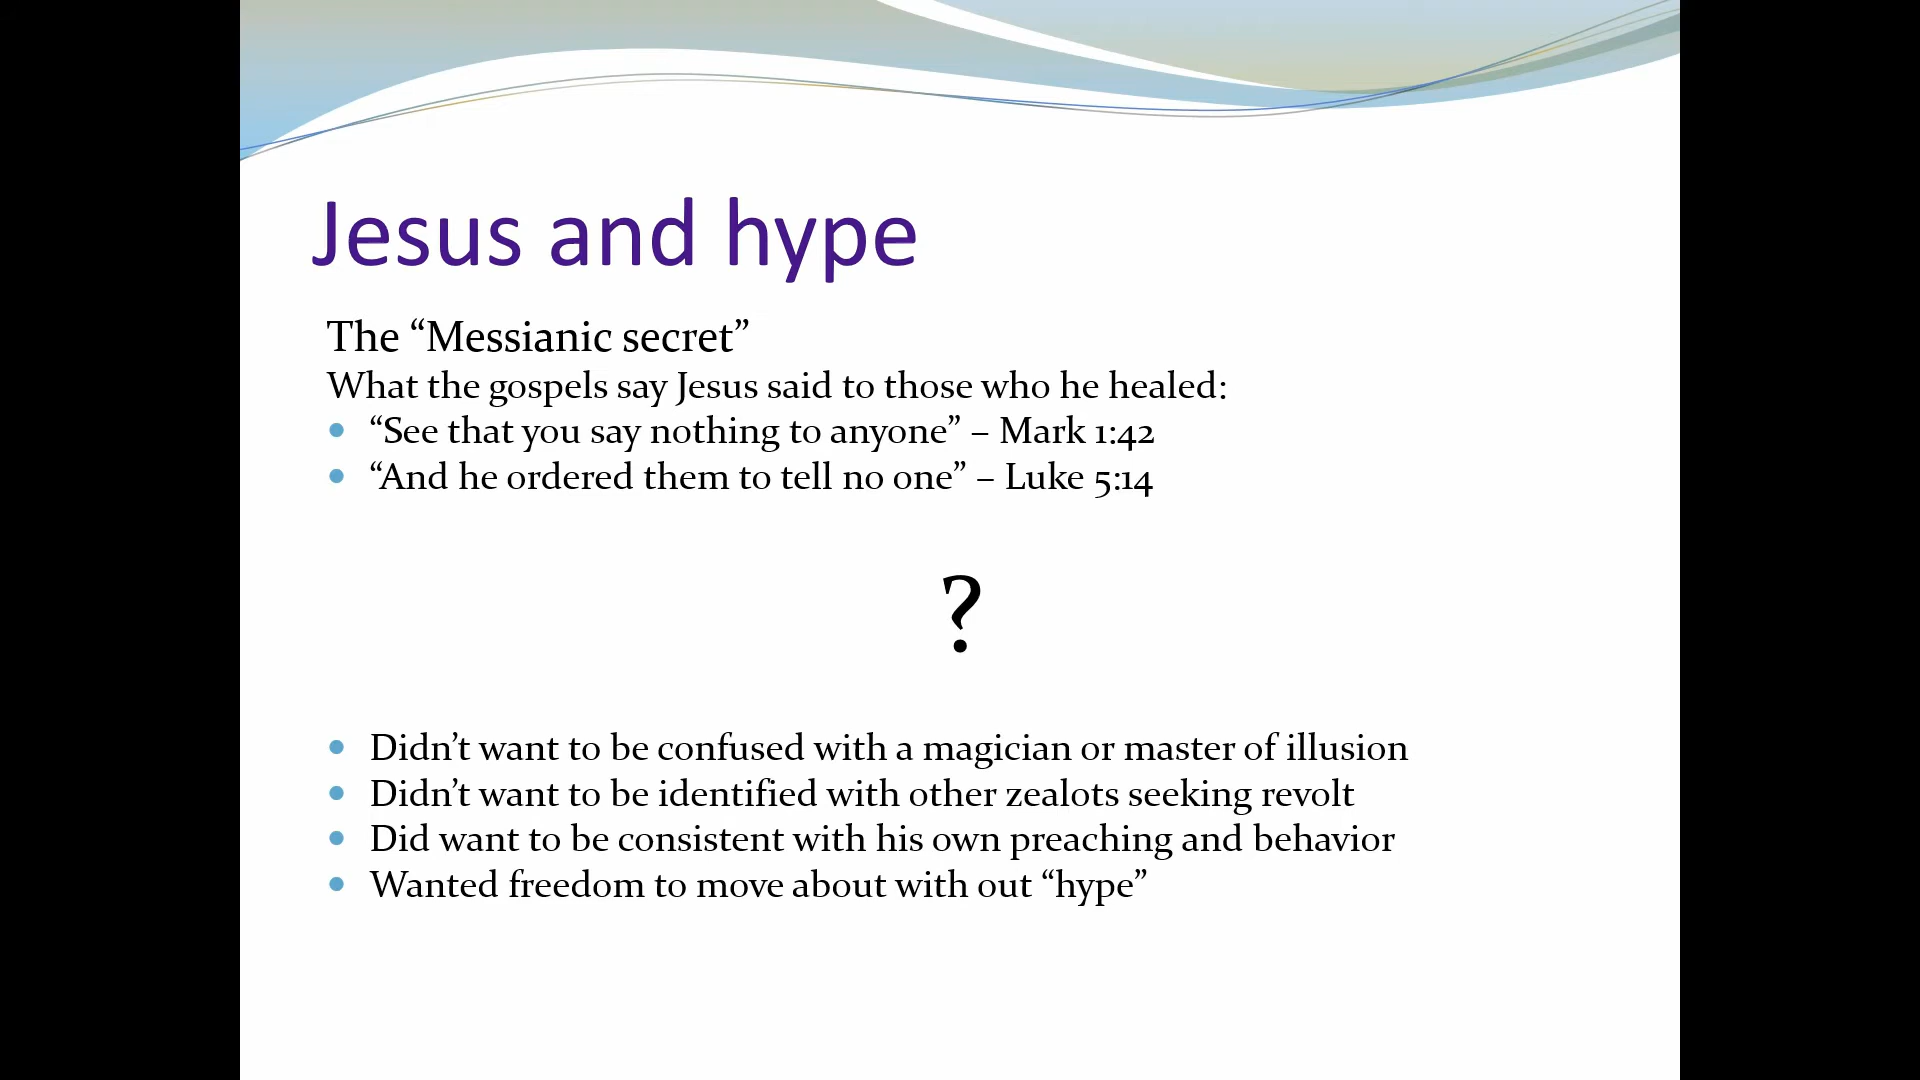 Jesus and hype
The “Messianic secret”
What the gospels say Jesus said to those who he healed:
• “See that you say nothing to anyone” – Mark 1:42
• “And he ordered them to tell no one” – Luke 5:14
?
• Didn’t want to be confused with a magician or master of illusion
• Didn’t want to be identified with other zealots seeking revolt
• Did want to be consistent with his own preaching and behavior
• Wanted freedom to move about with out “hype”